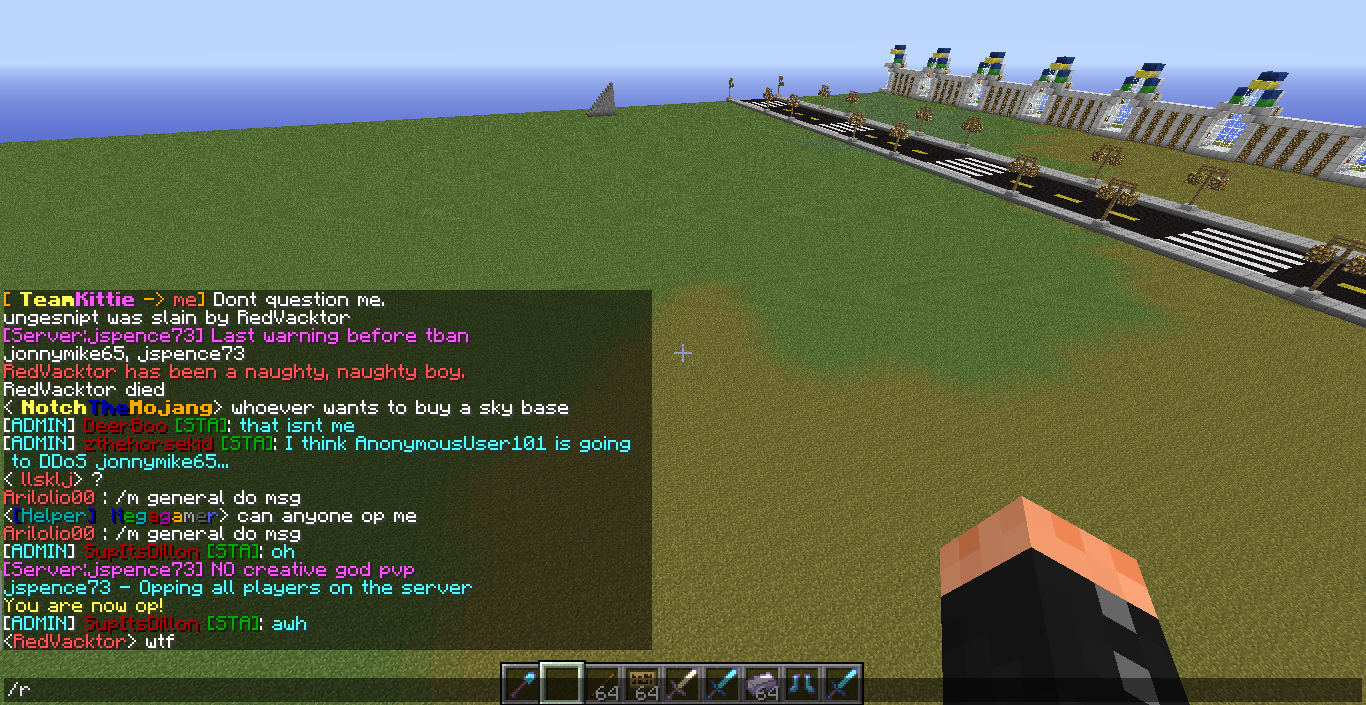 [ TeamKittie -> me] Dont question me.
ungesnipt was slain by RedVacktor
[Server:jspence73] Last warning before tban
jonnymike65, jspence73
RedVacktor has been a naughty, naughty boy.
RedVacktor died
< NotchTheMojang> whoever wants to buy a sky base
[ADMIN] DeerBoo [STA]: that isnt me
[ADMIN] zthehorsekid [STA]: I think AnonymousUser101 is going
to DDoS jonnymike65...
< llsklj> ?
Arilolio00 : /m general do msg
<[Helper] Megagamer> can anyone op me
Arilolio00 : /m general do msg
[ADMIN] SupItsDillon [STA]: oh
[Server:jspence73] NO creative god pvp
jspence73 - Opping all players on the server
You are now op!
[ADMIN] SupItsDillon [STA]: awh
<RedVacktor> wtf
64 64 64
/r